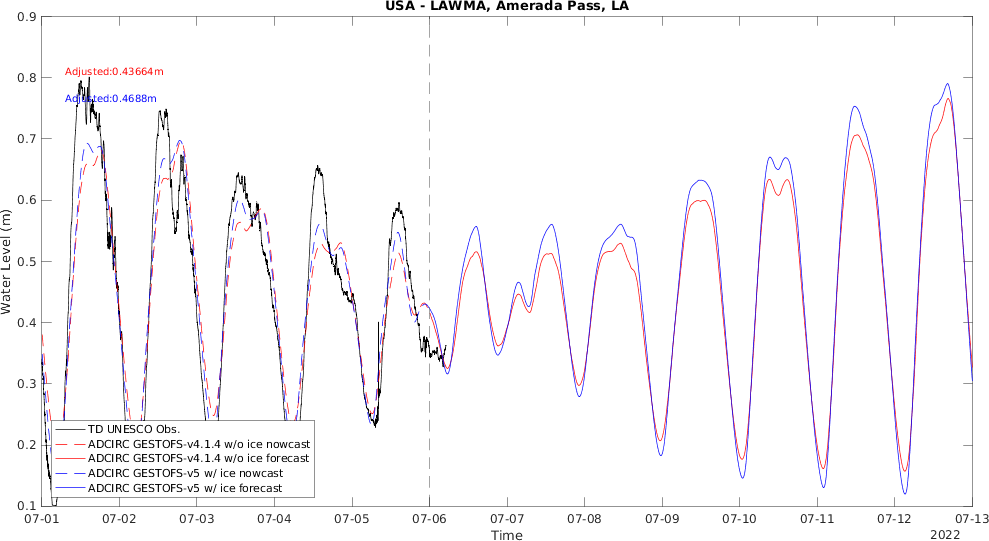 USA - LAWMA, Amerada Pass, LA
0.9
0.8
0.7
0.6
0.5
0.4
0.3
0.2
0.1
Water Level (m)
Adjusted:0.43664m
Adjusted:0.4688m
TD UNESCO Obs.
ADCIRC GESTOFS-v4.1.4 w/o ice nowcast
ADCIRC GESTOFS-v4.1.4 w/o ice forecast
ADCIRC GESTOFS-v5 w/ ice nowcast
ADCIRC GESTOFS-v5 w/ ice forecast
07-01 07-02 07-03 07-04 07-05 07-06 07-07 07-08 07-09 07-10 07-11 07-12 07-13
Time
2022